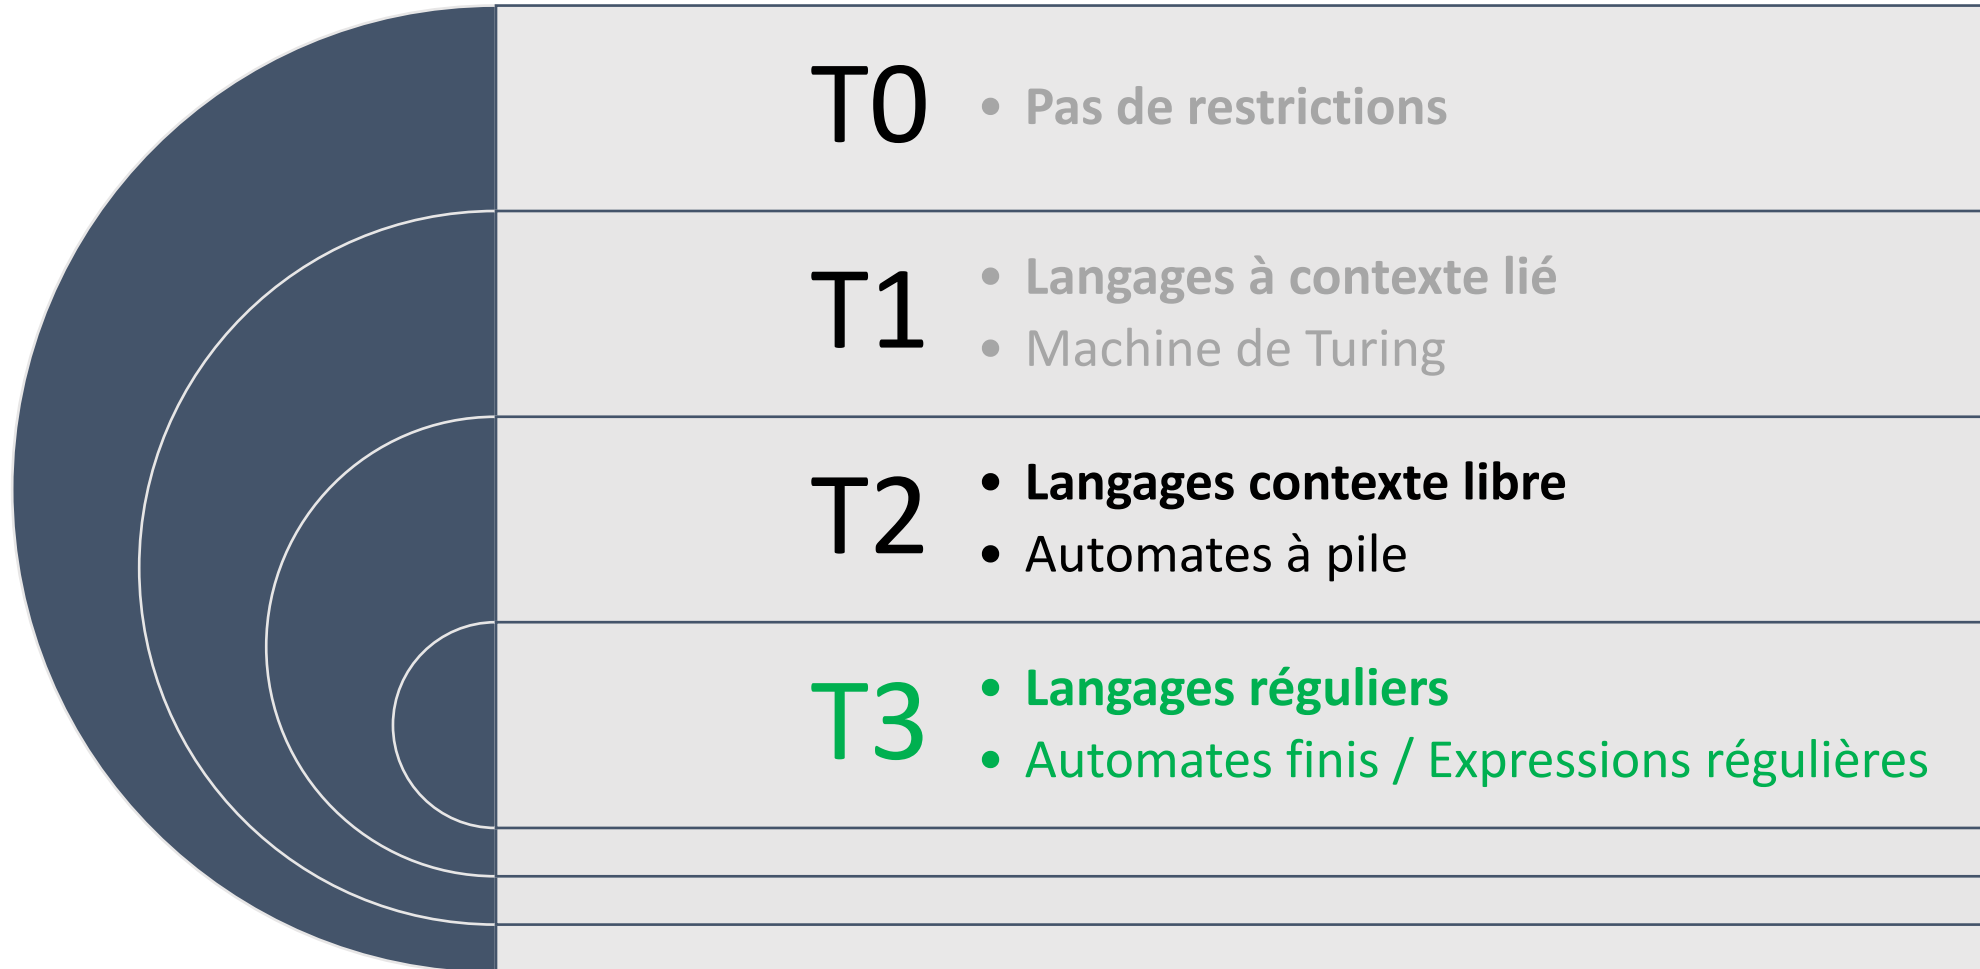 T0
• Pas de restrictions
T1
• Langages à contexte lié
• Machine de Turing
T2
• Langages contexte libre
• Automates à pile
T3
• Langages réguliers
• Automates finis / Expressions régulières